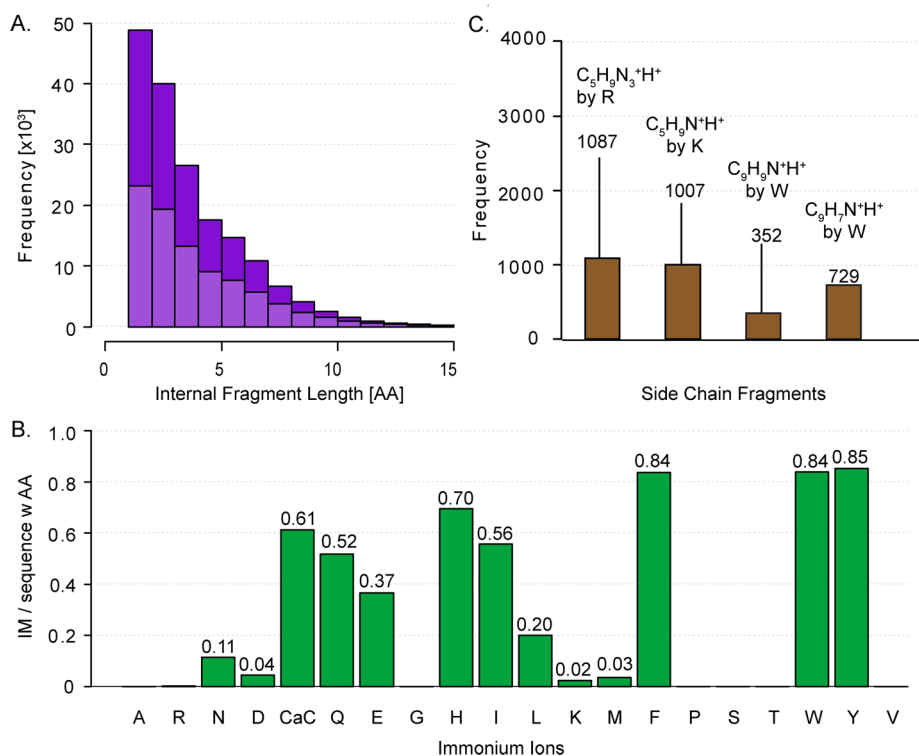 A.
50
40
30
20
10
0
Frequency [x10³]
0 5 10 15
Internal Fragment Length [AA]
C.
4000
3000
2000
1000
0
Frequency
C₅H₉N₃⁺H⁺
by R
1087
C₅H₉N⁺H⁺
by K
1007
C₉H₉N⁺H⁺
by W
352
C₉H₇N⁺H⁺
by W
729
Side Chain Fragments
B.
1.0
0.8
0.6
0.4
0.2
0
IM / sequence w AA
0.11 0.04 0.61 0.52 0.37 0.70 0.56 0.20 0.02 0.03 0.84 0.84 0.85
A R N D CaC Q E G H I L K M F P S T W Y V
Immonium Ions